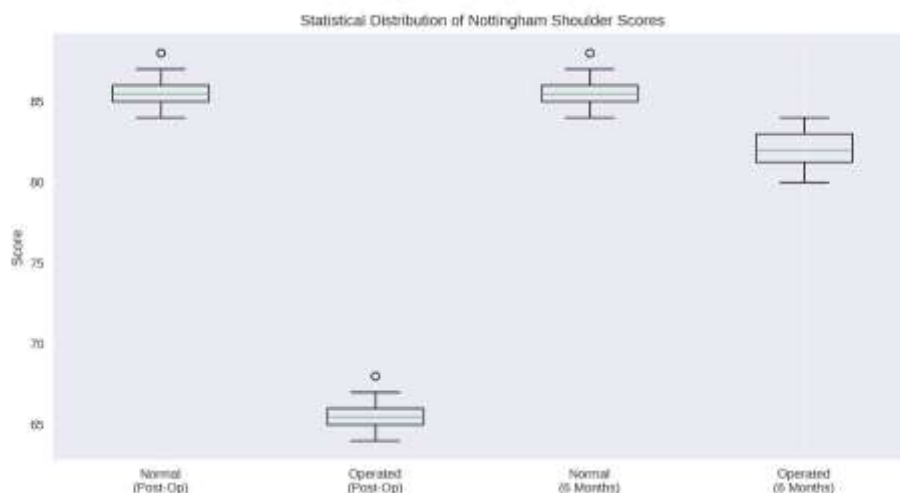 Statistical Distribution of Nottingham Shoulder Scores
85
80
75
70
65
Score
Normal
(Post-Op)
Operated
(Post-Op)
Normal
(6 Months)
Operated
(6 Months)